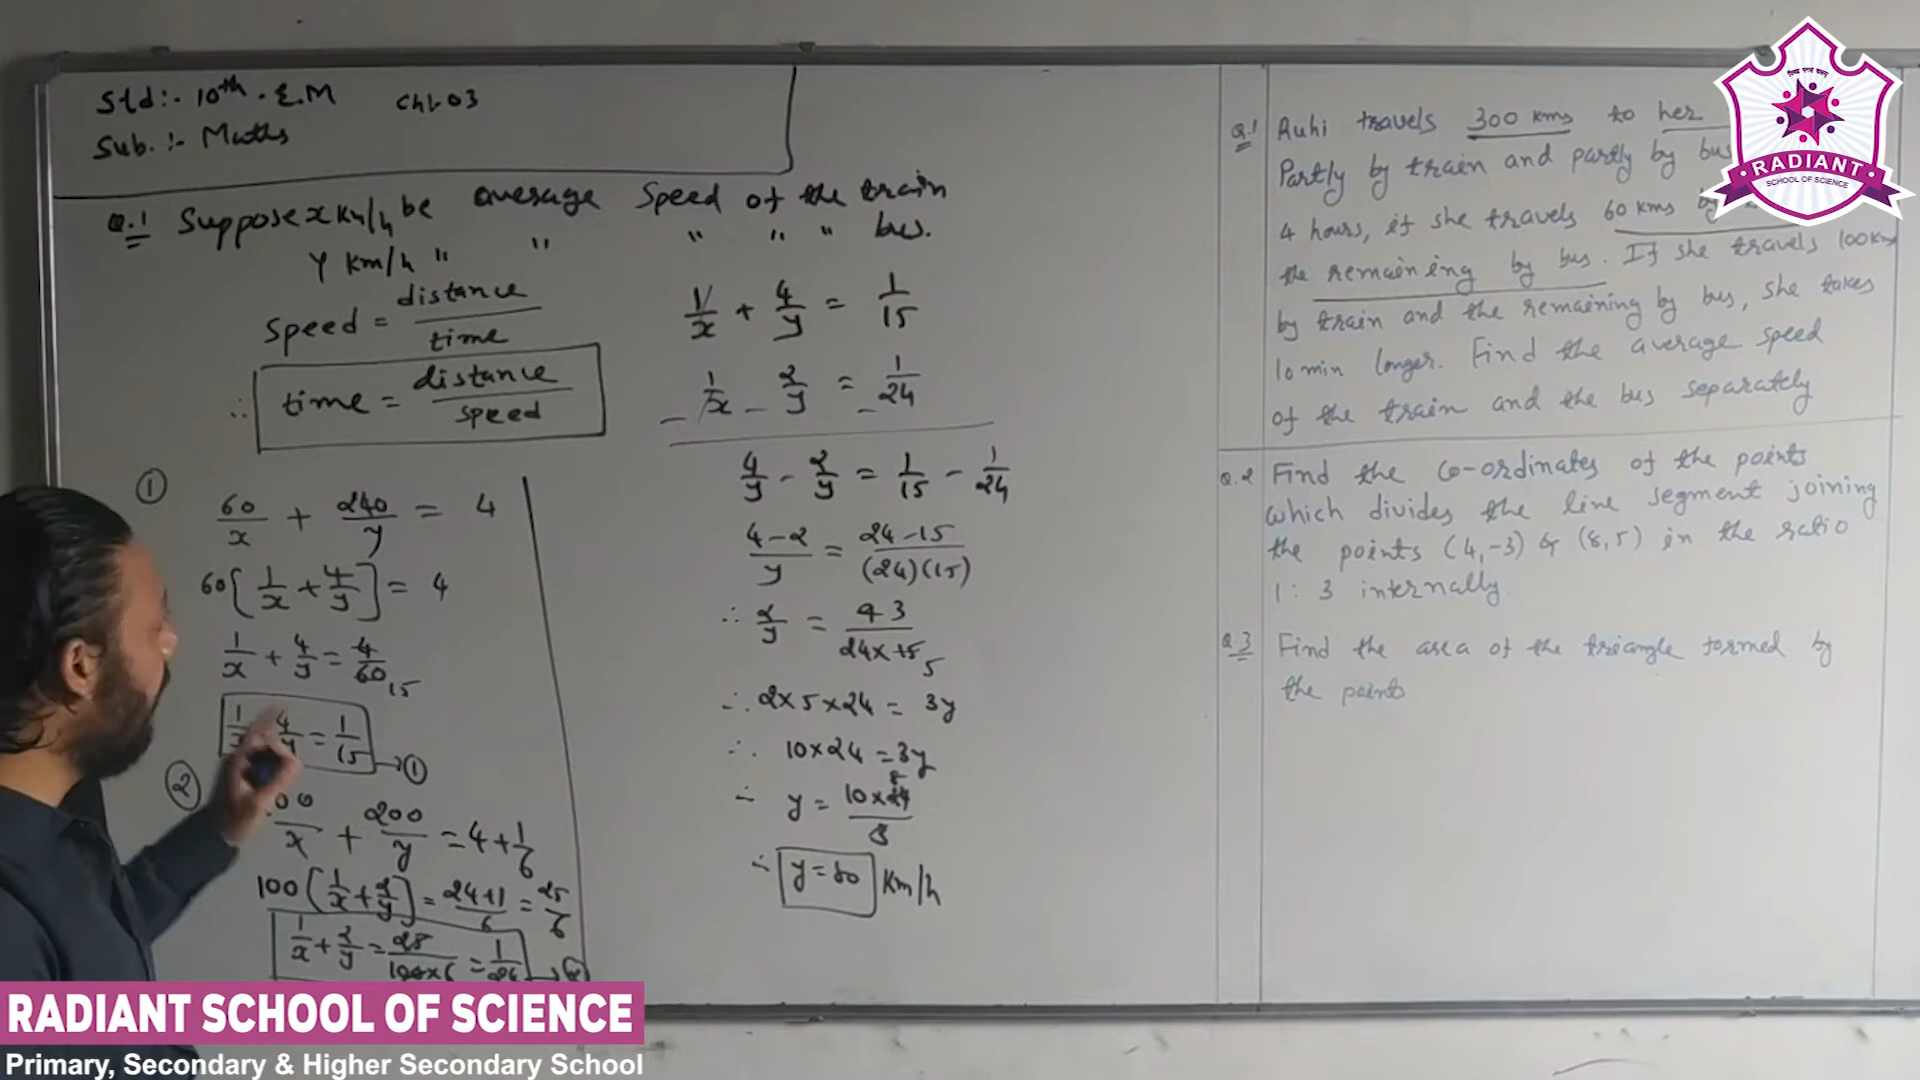 Std:- 10th - E.M Ch-03
Sub. :- Maths
Q.1 Suppose x km/h be average speed of the train
y km/h " " " " " bus.
Speed = distance / time
∴ time = distance / speed
①
60/x + 240/y = 4
60[1/x + 4/y] = 4
1/x + 4/y = 4/60 15
1/x 4/y = 1/15 → ①
②
00/x + 200/y = 4 + 1/6
100(1/x + 2/y) = 24+1/6 = 25/6
1/x + 2/y = 25/100×6 = 1/24 → ②
1/x + 4/y = 1/15
1/x - 2/y = 1/24
- - -
4/y - 2/y = 1/15 - 1/24
4-2/y = 24-15/(24)(15)
∴ 2/y = 9 3/24×15 5
∴ 2×5×24 = 3y
∴ 10×24 = 3y
∴ y = 10×24 8/3
∴ y = 80 km/h
Q.1 Ruhi travels 300 kms to her
Partly by train and partly by bus
4 hours, if she travels 60 kms by
the remaining by bus. If she travels 100km
by train and the remaining by bus, she takes
10 min longer. Find the average speed
of the train and the bus separately
Q.2 Find the Co-ordinates of the points
which divides the line segment joining
the points (4,-3) & (8,5) in the ratio
1 : 3 internally.
Q.3 Find the area of the triangle formed by
the points
RADIANT
SCHOOL OF SCIENCE
RADIANT SCHOOL OF SCIENCE
Primary, Secondary & Higher Secondary School